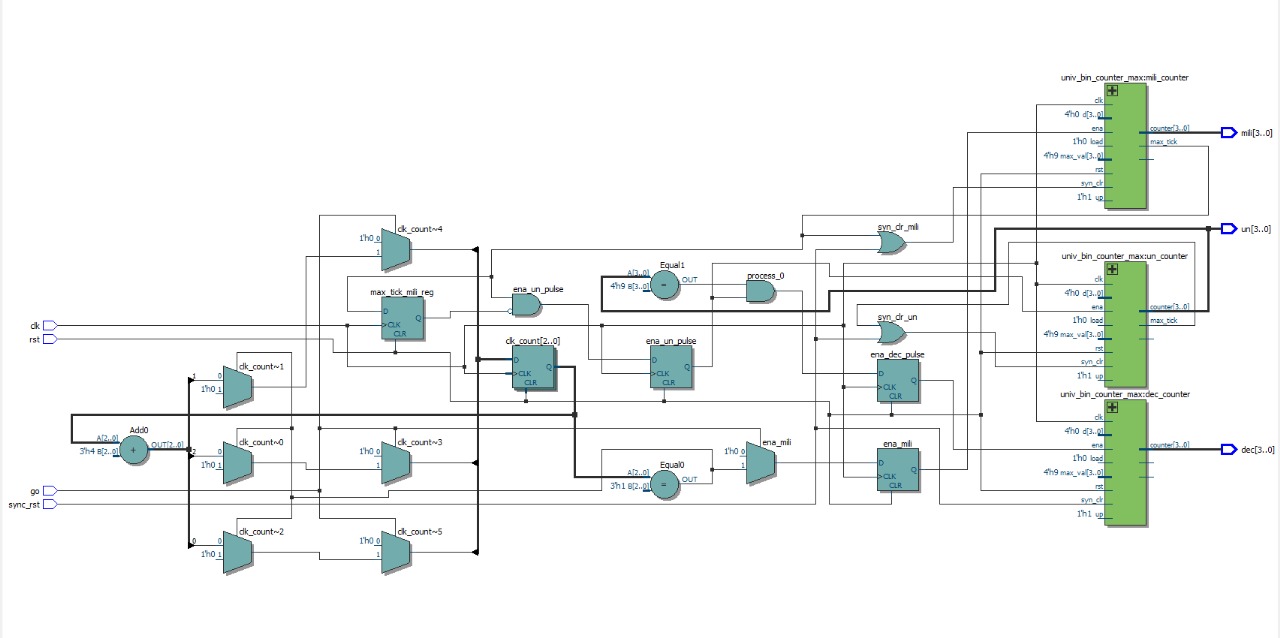 univ_bin_counter_max:mili_counter
clk
4'h0 d[3..0]
ena
1'h0 load
4'h9 max_val[3..0]
rst
syn_clr
1'h1 up
counter[3..0]
max_tick
mili[3..0]
clk_count~4
1'h0 0
1
syn_clr_mili
un[3..0]
univ_bin_counter_max:un_counter
clk
4'h0 d[3..0]
ena
1'h0 load
4'h9 max_val[3..0]
rst
syn_clr
1'h1 up
counter[3..0]
max_tick
Equal1
A[3..0]
4'h9 B[3..0]
=
OUT
process_0
max_tick_mili_reg
D
CLK
CLR
Q
ena_un_pulse
syn_clr_un
clk
rst
clk_count[2..0]
D
CLK
CLR
Q
ena_un_pulse
D
CLK
CLR
Q
ena_dec_pulse
D
CLK
CLR
Q
clk_count~1
1
0
1'h0 1
univ_bin_counter_max:dec_counter
clk
4'h0 d[3..0]
ena
1'h0 load
4'h9 max_val[3..0]
rst
syn_clr
1'h1 up
counter[3..0]
dec[3..0]
Add0
A[2..0]
3'h4 B[2..0]
+
OUT[2..0]
clk_count~0
2
0
1'h0 1
clk_count~3
1'h0 0
1
Equal0
A[2..0]
3'h1 B[2..0]
=
OUT
ena_mili
1'h0 0
1
ena_mili
D
CLK
CLR
Q
go
sync_rst
clk_count~2
0
0
1'h0 1
clk_count~5
1'h0 0
1